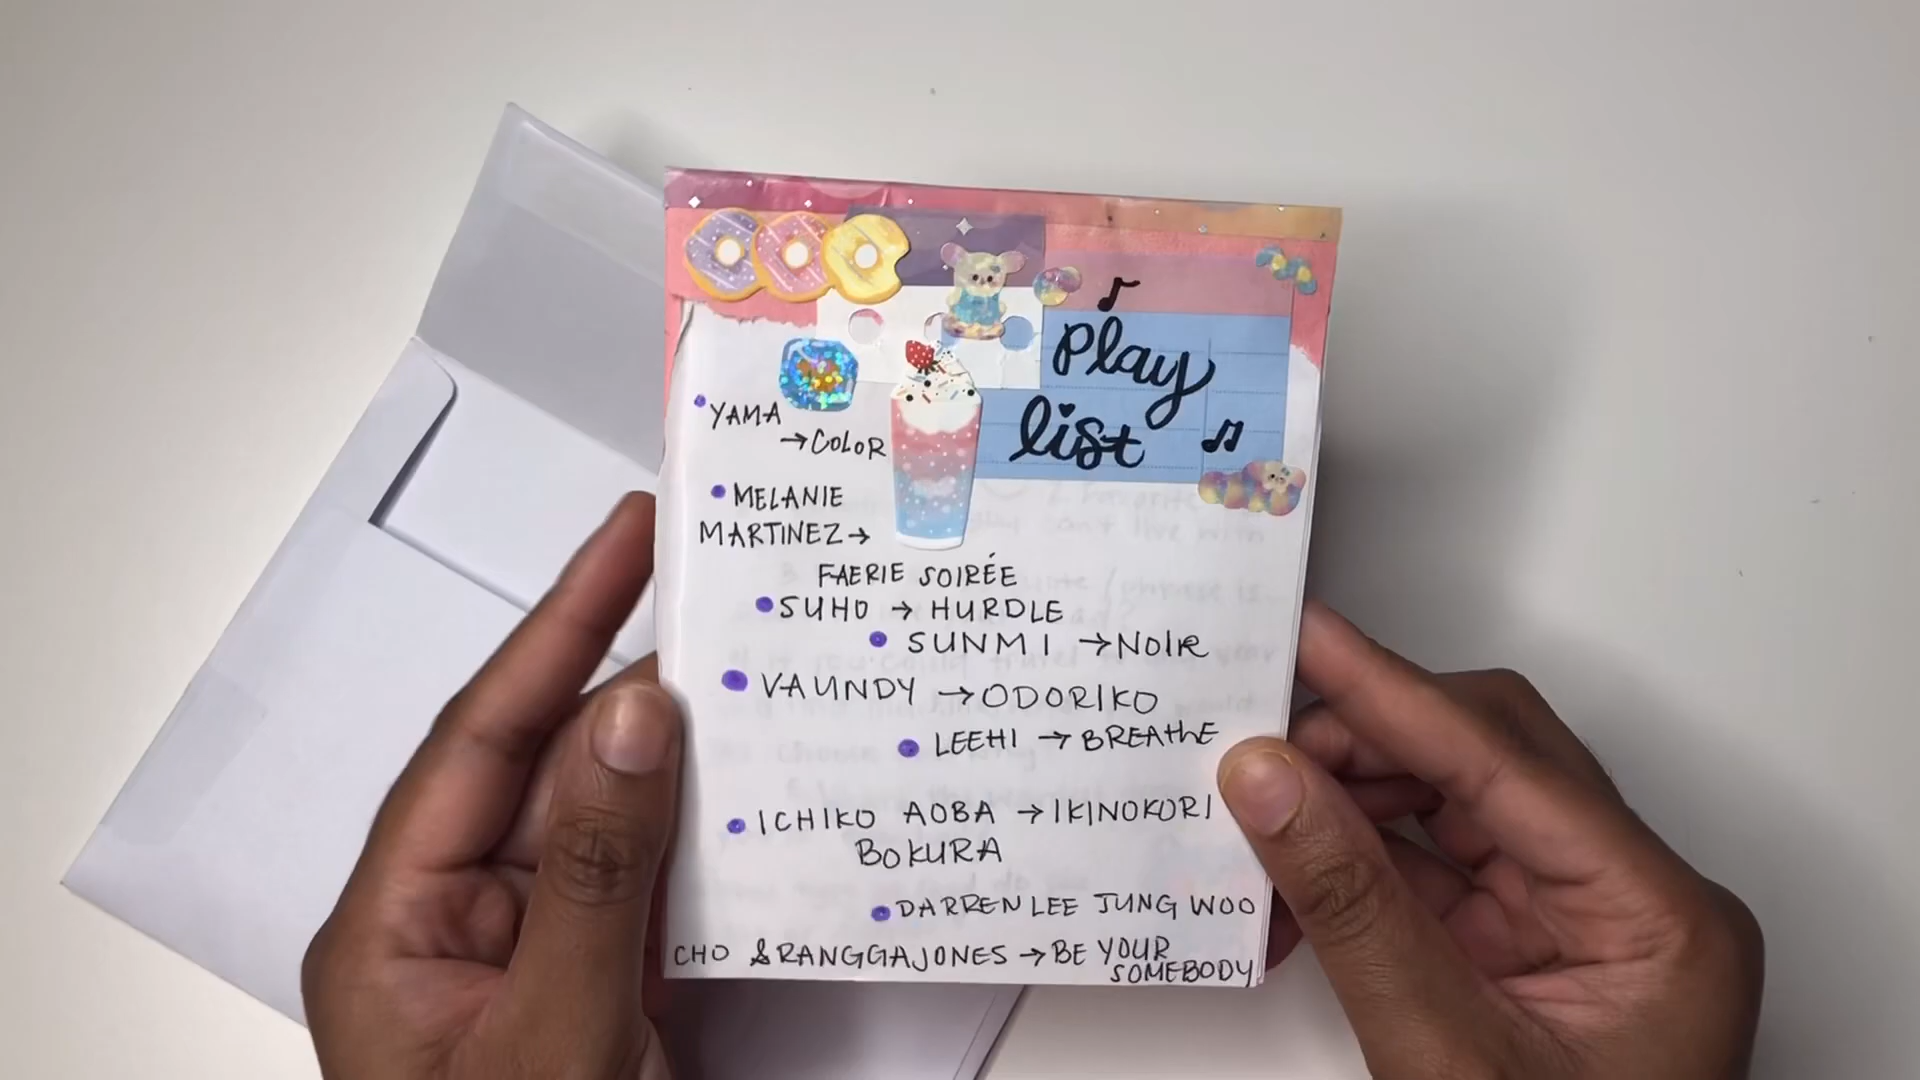 play
list
YAMA
→COLOR
MELANIE
MARTINEZ→
FAERIE SOIRÉE
SUHO → HURDLE
SUNMI →NOIR
VAUNDY →ODORIKO
LEEHI → BREATHE
ICHIKO AOBA →IKINOKORI
BOKURA
DARREN LEE JUNG WOO
CHO & RANGGAJONES →BE YOUR
SOMEBODY